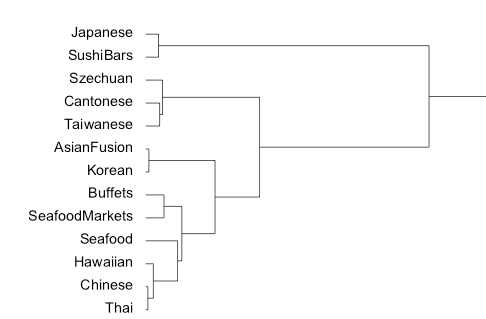 Japanese
SushiBars
Szechuan
Cantonese
Taiwanese
AsianFusion
Korean
Buffets
SeafoodMarkets
Seafood
Hawaiian
Chinese
Thai